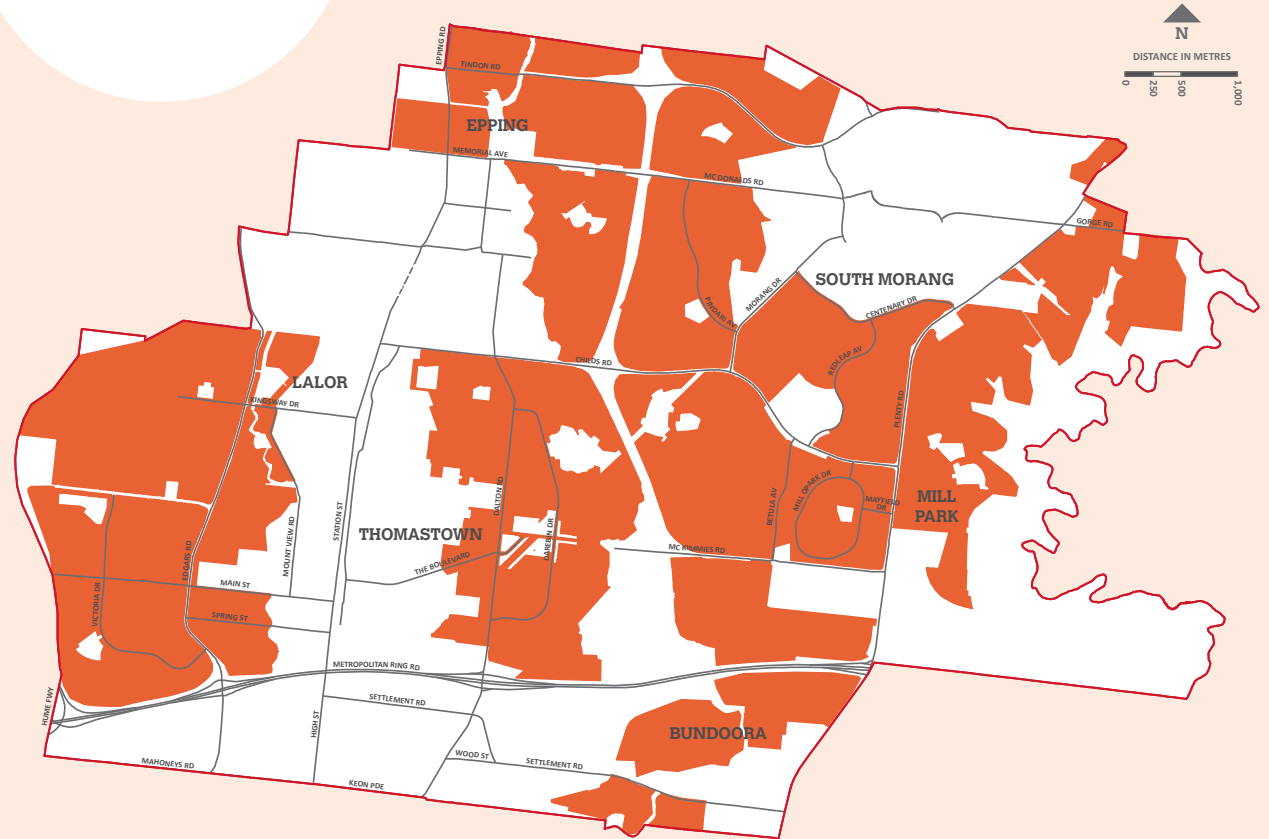 N
DISTANCE IN METRES
0 250 500 1,000
EPPING RD
FINDON RD
EPPING
MEMORIAL AVE
MC DONALDS RD
GORGE RD
SOUTH MORANG
MORANG DR
PINDARI AV
CENTENARY DR
CHILDS RD
REDLEAP AV
LALOR
KINGSWAY DR
PLENTY RD
STATION ST
DALTON RD
THOMASTOWN
BETULA AV
MILL OPARK DR
MAYFIELD
DR
MILL
PARK
MOUNT VIEW RD
EDGARS RD
DAREBIN DR
MC KIMMIES RD
THE BOULEVARD
MAIN ST
VICTORIA DR
SPRING ST
METROPOLITAN RING RD
HUME FWY
SETTLEMENT RD
HIGH ST
BUNDOORA
MAHONEYS RD
WOOD ST
SETTLEMENT RD
KEON PDE